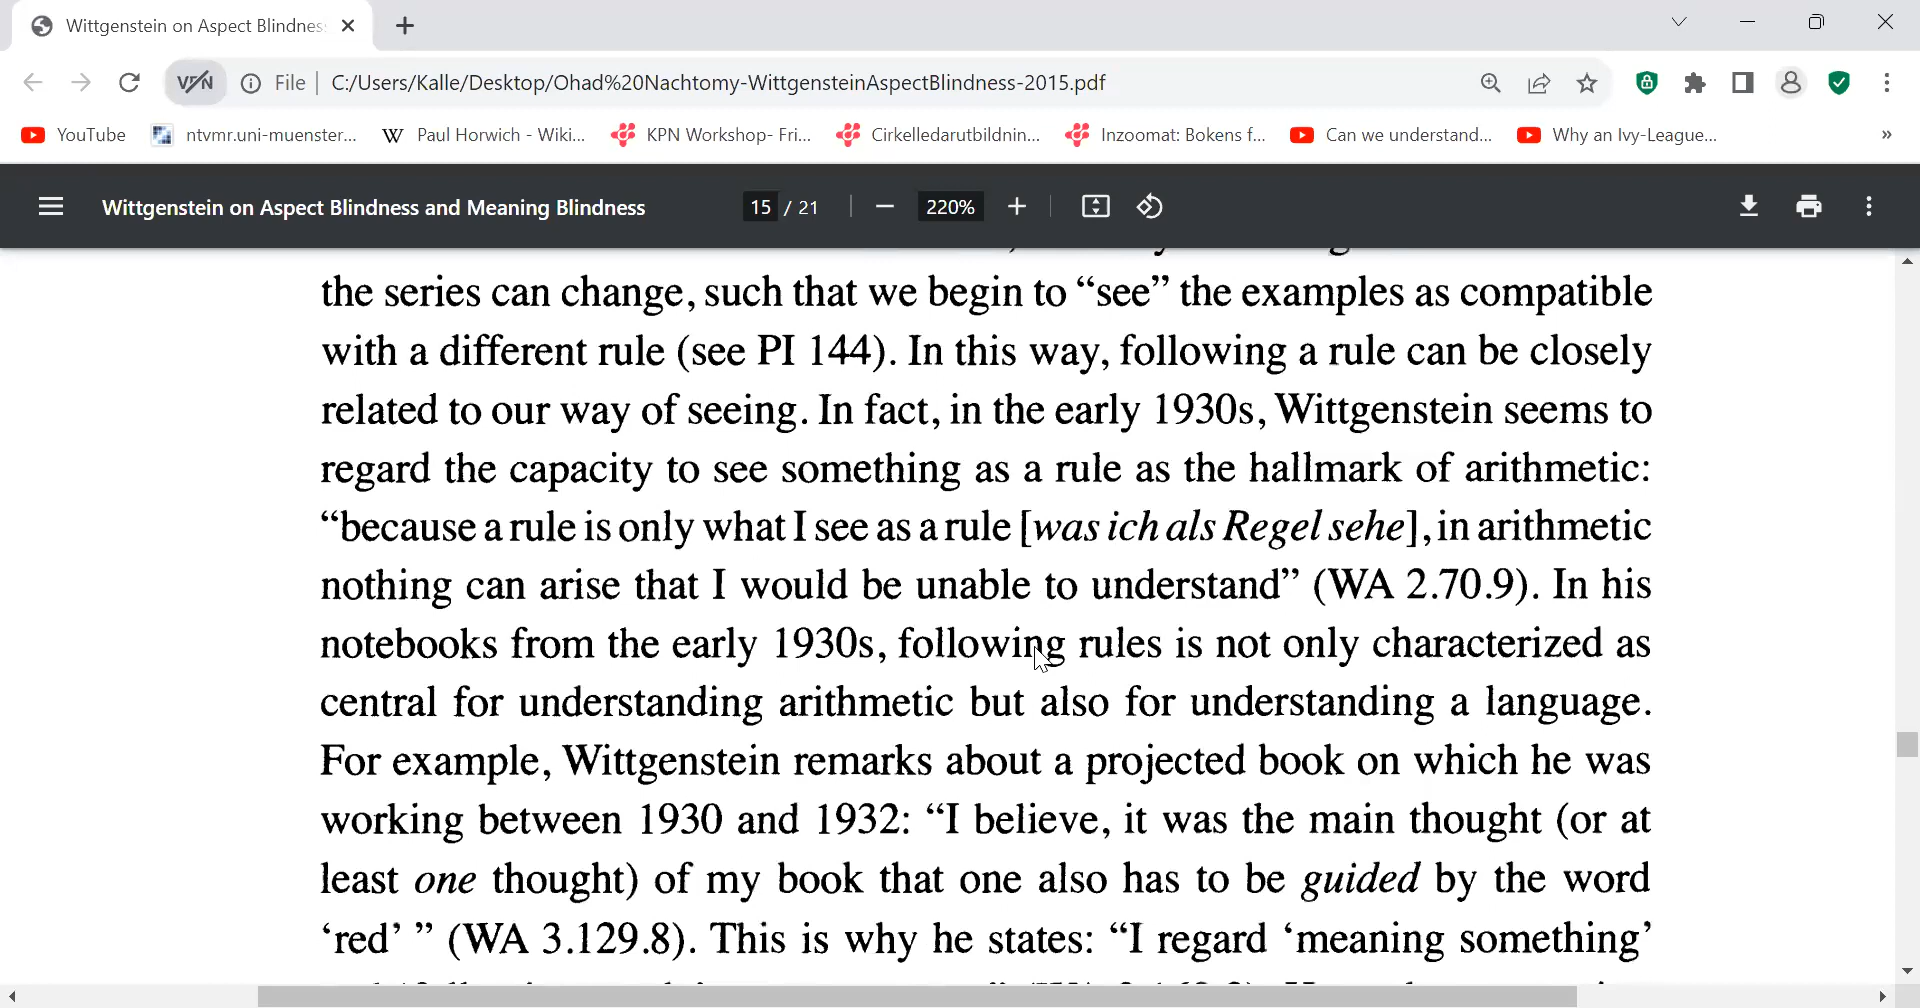 Wittgenstein on Aspect Blindnes
File C:/Users/Kalle/Desktop/Ohad%20Nachtomy-WittgensteinAspectBlindness-2015.pdf
YouTube ntvmr.uni-muenster... Paul Horwich - Wiki... KPN Workshop- Fri... Cirkelledarutbildnin... Inzoomat: Bokens f... Can we understand... Why an Ivy-League...
Wittgenstein on Aspect Blindness and Meaning Blindness 15 / 21 220%
the series can change, such that we begin to “see” the examples as compatible
with a different rule (see PI 144). In this way, following a rule can be closely
related to our way of seeing. In fact, in the early 1930s, Wittgenstein seems to
regard the capacity to see something as a rule as the hallmark of arithmetic:
“because a rule is only what I see as a rule [was ich als Regel sehe], in arithmetic
nothing can arise that I would be unable to understand” (WA 2.70.9). In his
notebooks from the early 1930s, following rules is not only characterized as
central for understanding arithmetic but also for understanding a language.
For example, Wittgenstein remarks about a projected book on which he was
working between 1930 and 1932: “I believe, it was the main thought (or at
least one thought) of my book that one also has to be guided by the word
‘red’ ” (WA 3.129.8). This is why he states: “I regard ‘meaning something’